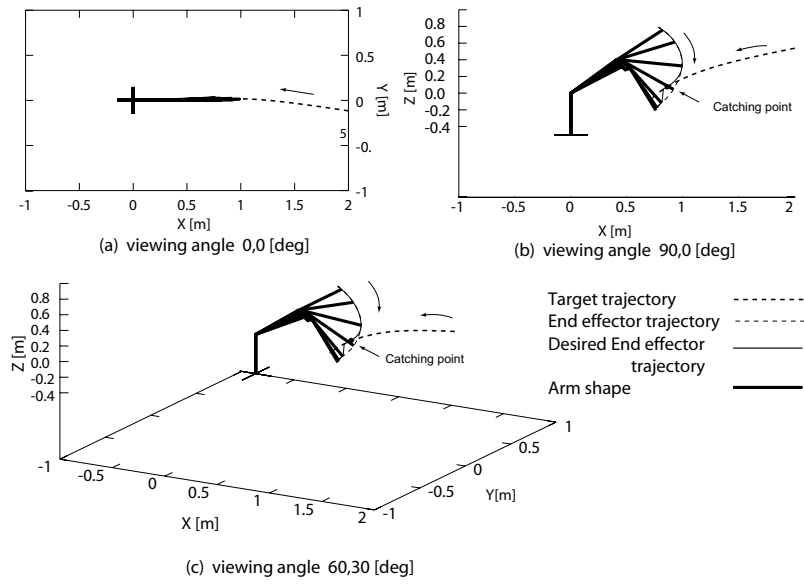 1
0.5
0
-0.
5
-1
Y [m]
-1 -0.5 0 0.5 1 1.5 2
X [m]
(a) viewing angle 0,0 [deg]
0.8
0.6
0.4
0.2
0.0
-0.2
-0.4
Z [m]
Catching point
-1 -0.5 0 0.5 1 1.5 2
X [m]
(b) viewing angle 90,0 [deg]
0.8
0.6
0.4
0.2
0.0
-0.2
-0.4
Z [m]
Catching point
-1
0
0.5
1
1.5
2
X [m]
-1
-0.5
0
0.5
1
Y[m]
(c) viewing angle 60,30 [deg]
Target trajectory
End effector trajectory
Desired End effector
trajectory
Arm shape